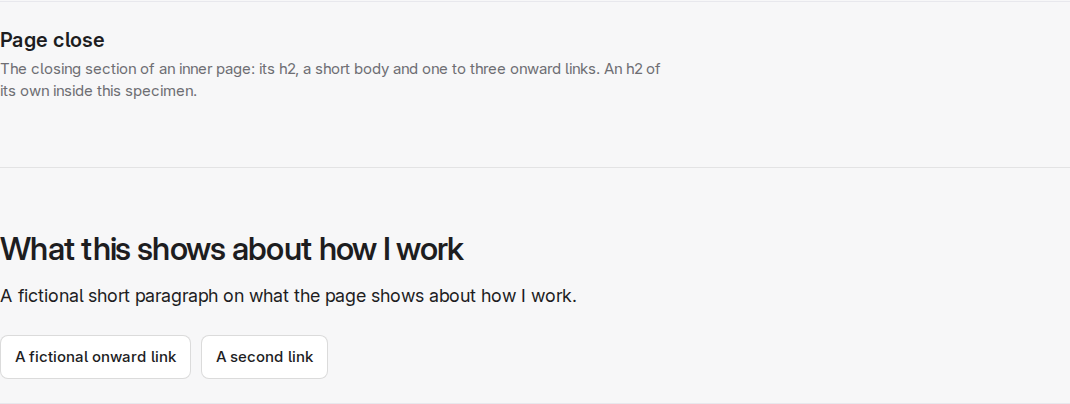 Page close
The closing section of an inner page: its h2, a short body and one to three onward links. An h2 of
its own inside this specimen.
What this shows about how I work
A fictional short paragraph on what the page shows about how I work.
A fictional onward link
A second link